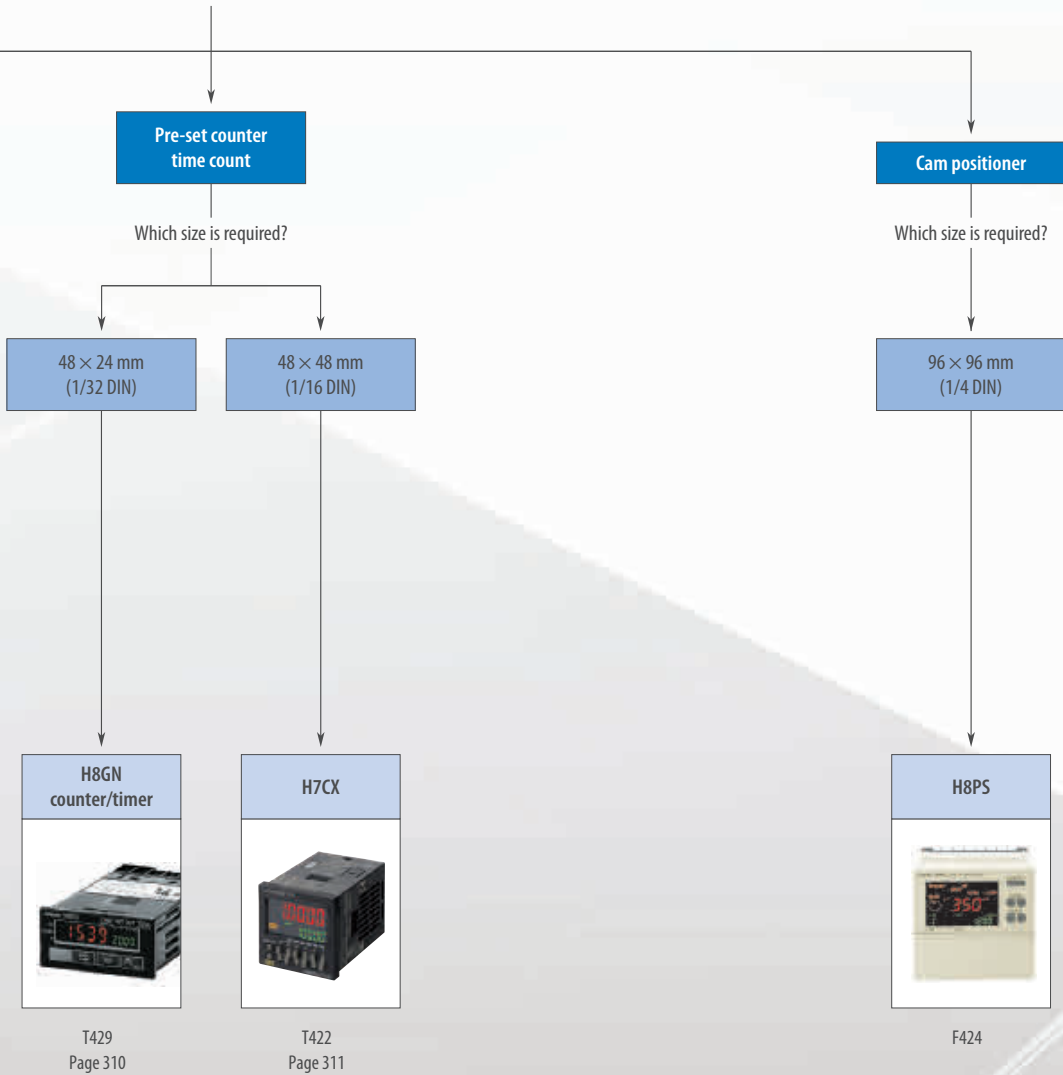 Pre-set counter
time count
Cam positioner
Which size is required?
Which size is required?
48 × 24 mm
(1/32 DIN)
48 × 48 mm
(1/16 DIN)
96 × 96 mm
(1/4 DIN)
H8GN
counter/timer
H7CX
H8PS
1539
2000
350
T429
Page 310
T422
Page 311
F424